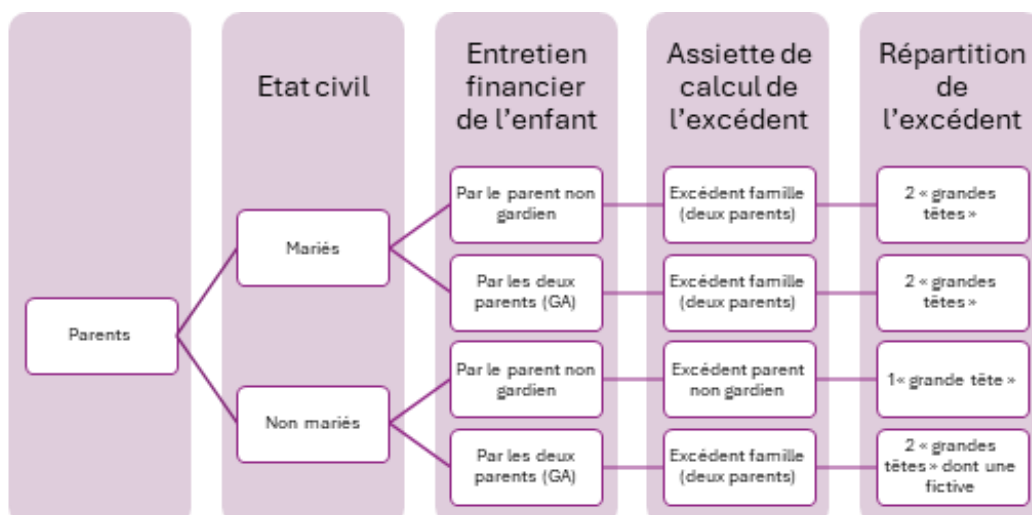 Etat civil
Entretien
financier
de l'enfant
Assiette de
calcul de
l'excédent
Répartition
de
l'excédent
Parents
Mariés
Par le parent non
gardien
Excédent famille
(deux parents)
2 « grandes
têtes »
Par les deux
parents (GA)
Excédent famille
(deux parents)
2 « grandes
têtes »
Non mariés
Par le parent non
gardien
Excédent parent
non gardien
1« grande tête »
Par les deux
parents (GA)
Excédent famille
(deux parents)
2 « grandes
têtes » dont une
fictive